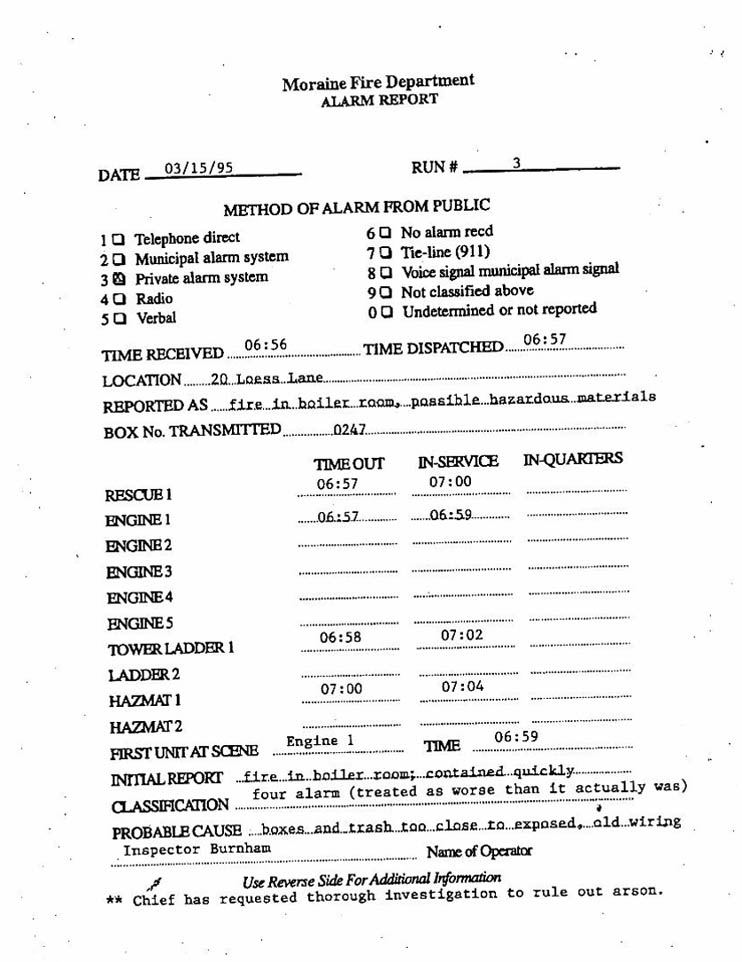 Moraine Fire Department
ALARM REPORT
DATE 03/15/95 RUN # 3
METHOD OF ALARM FROM PUBLIC
1 ☐ Telephone direct 6 ☐ No alarm recd
2 ☐ Municipal alarm system 7 ☐ Tie-line (911)
3 ☒ Private alarm system 8 ☐ Voice signal municipal alarm signal
4 ☐ Radio 9 ☐ Not classified above
5 ☐ Verbal 0 ☐ Undetermined or not reported
TIME RECEIVED 06:56 TIME DISPATCHED 06:57
LOCATION 20 Loess Lane
REPORTED AS fire in boiler room, possible hazardous materials
BOX No. TRANSMITTED 0247
TIME OUT IN-SERVICE IN-QUARTERS
RESCUE 1 06:57 07:00
ENGINE 1 06:57 06:59
ENGINE 2
ENGINE 3
ENGINE 4
ENGINE 5
TOWER LADDER 1 06:58 07:02
LADDER 2
HAZMAT 1 07:00 07:04
HAZMAT 2
FIRST UNIT AT SCENE Engine 1 TIME 06:59
INITIAL REPORT fire in boiler room; contained quickly
CLASSIFICATION four alarm (treated as worse than it actually was)
PROBABLE CAUSE boxes and trash too close to exposed, old wiring
Inspector Burnham Name of Operator
Use Reverse Side For Additional Information
** Chief has requested thorough investigation to rule out arson.